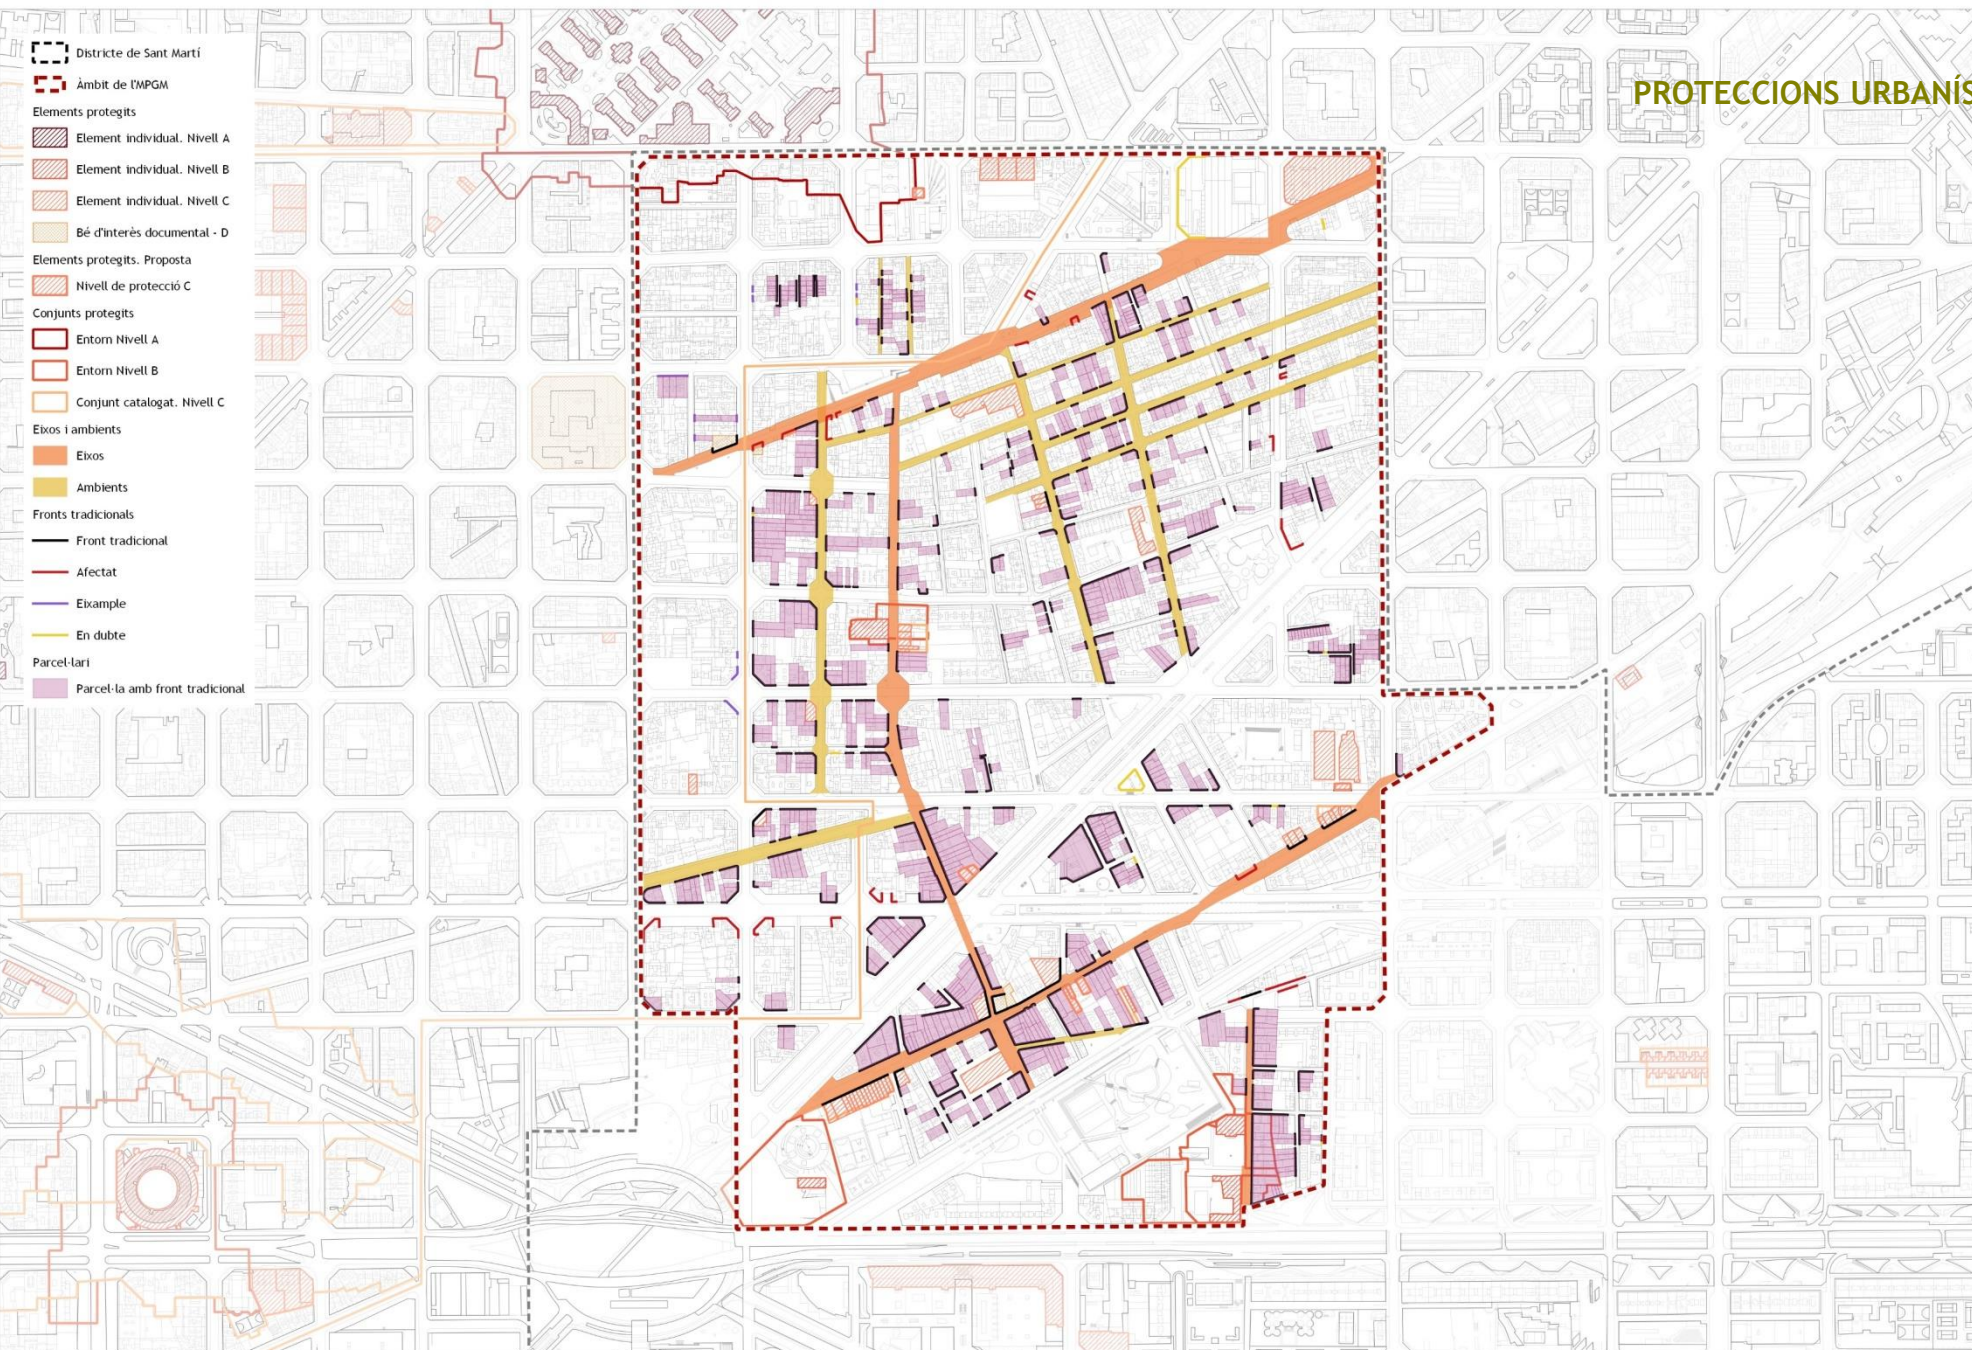 PROTECCIONS URBANÍS
Districte de Sant Martí
Àmbit de l'MPGM
Elements protegits
Element individual. Nivell A
Element individual. Nivell B
Element individual. Nivell C
Bé d'interès documental - D
Elements protegits. Proposta
Nivell de protecció C
Conjunts protegits
Entorn Nivell A
Entorn Nivell B
Conjunt catalogat. Nivell C
Eixos i ambients
Eixos
Ambients
Fronts tradicionals
Front tradicional
Afectat
Eixample
En dubte
Parcel·lari
Parcel·la amb front tradicional